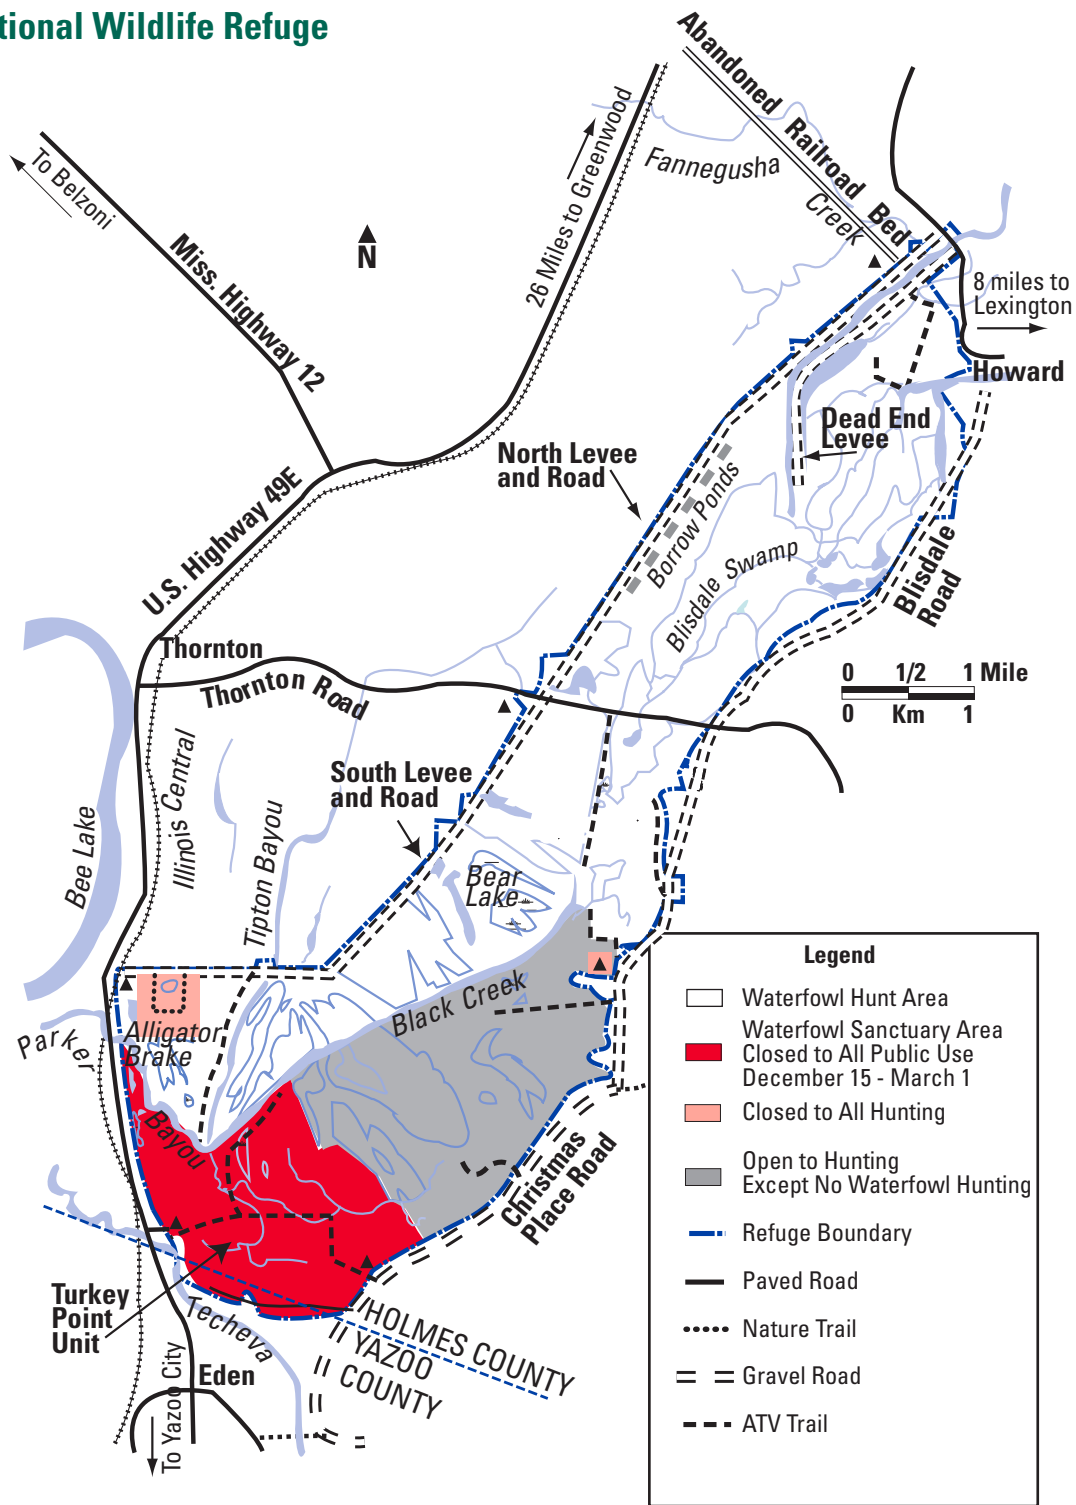 tional Wildlife Refuge
Abandoned Railroad Bed
To Belzoni
Miss. Highway 12
N
26 Miles to Greenwood
Fannegusha
Creek
8 miles to
Lexington
Howard
Dead End
Levee
North Levee
and Road
Borrow Ponds
Blisdale Swamp
Blisdale
Road
U.S. Highway 49E
Thornton
Thornton Road
0 1/2 1 Mile
0 Km 1
South Levee
and Road
Illinois Central
Bee Lake
Tipton Bayou
Bear
Lake
Black Creek
Parker
Alligator
Brake
Bayou
Christmas
Place Road
Turkey
Point
Unit
Techeva
HOLMES COUNTY
YAZOO
COUNTY
Eden
To Yazoo City
Legend
Waterfowl Hunt Area
Waterfowl Sanctuary Area
Closed to All Public Use
December 15 - March 1
Closed to All Hunting
Open to Hunting
Except No Waterfowl Hunting
Refuge Boundary
Paved Road
Nature Trail
Gravel Road
ATV Trail